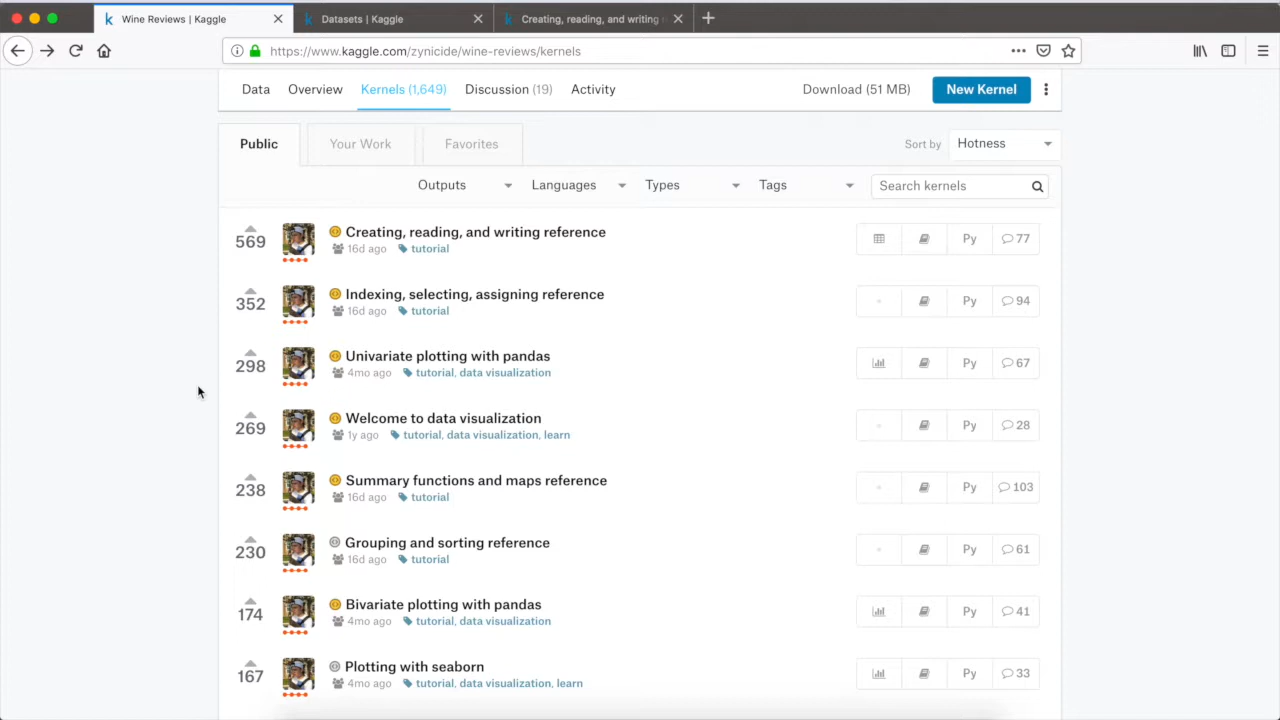 Wine Reviews | Kaggle
Datasets | Kaggle
Creating, reading, and writing
https://www.kaggle.com/zynicide/wine-reviews/kernels
Data Overview Kernels (1,649) Discussion (19) Activity Download (51 MB) New Kernel
Public Your Work Favorites Sort by Hotness
Outputs Languages Types Tags Search kernels
569 Creating, reading, and writing reference Py 77
16d ago tutorial
352 Indexing, selecting, assigning reference Py 94
16d ago tutorial
298 Univariate plotting with pandas Py 67
4mo ago tutorial, data visualization
269 Welcome to data visualization Py 28
1y ago tutorial, data visualization, learn
238 Summary functions and maps reference Py 103
16d ago tutorial
230 Grouping and sorting reference Py 61
16d ago tutorial
174 Bivariate plotting with pandas Py 41
4mo ago tutorial, data visualization
167 Plotting with seaborn Py 33
4mo ago tutorial, data visualization, learn